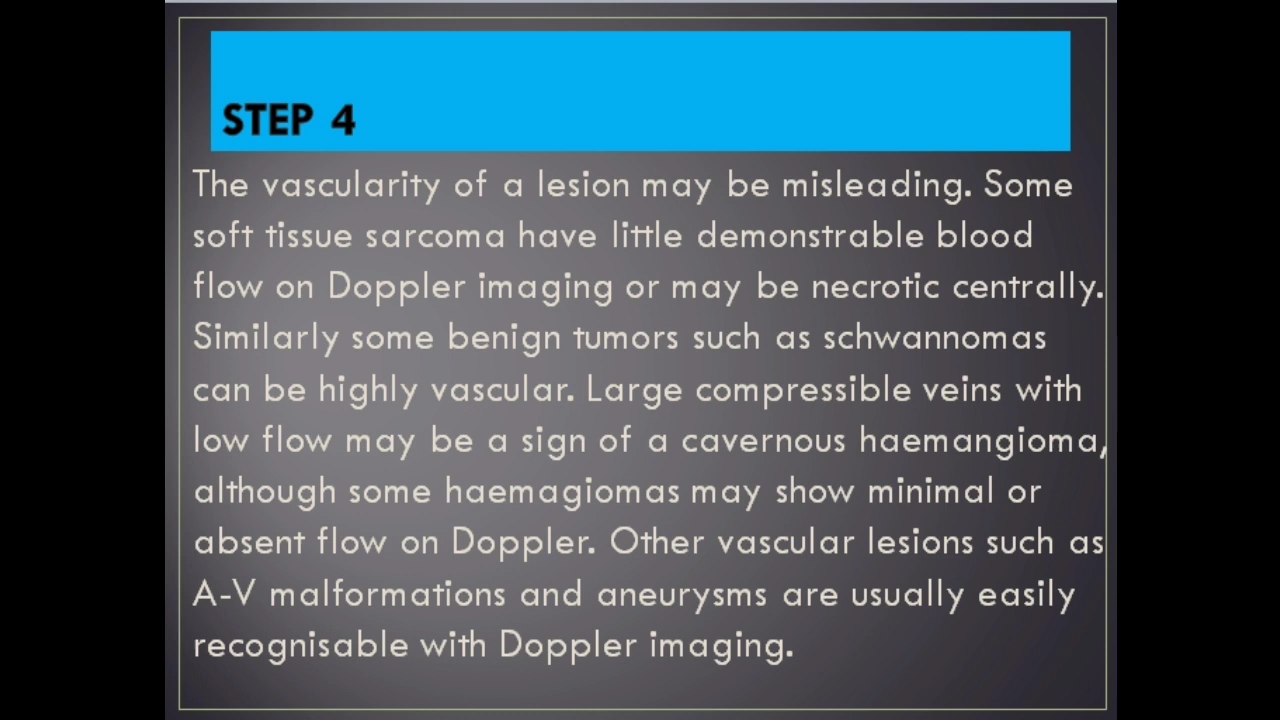 STEP 4
The vascularity of a lesion may be misleading. Some
soft tissue sarcoma have little demonstrable blood
flow on Doppler imaging or may be necrotic centrally.
Similarly some benign tumors such as schwannomas
can be highly vascular. Large compressible veins with
low flow may be a sign of a cavernous haemangioma,
although some haemagiomas may show minimal or
absent flow on Doppler. Other vascular lesions such as
A-V malformations and aneurysms are usually easily
recognisable with Doppler imaging.